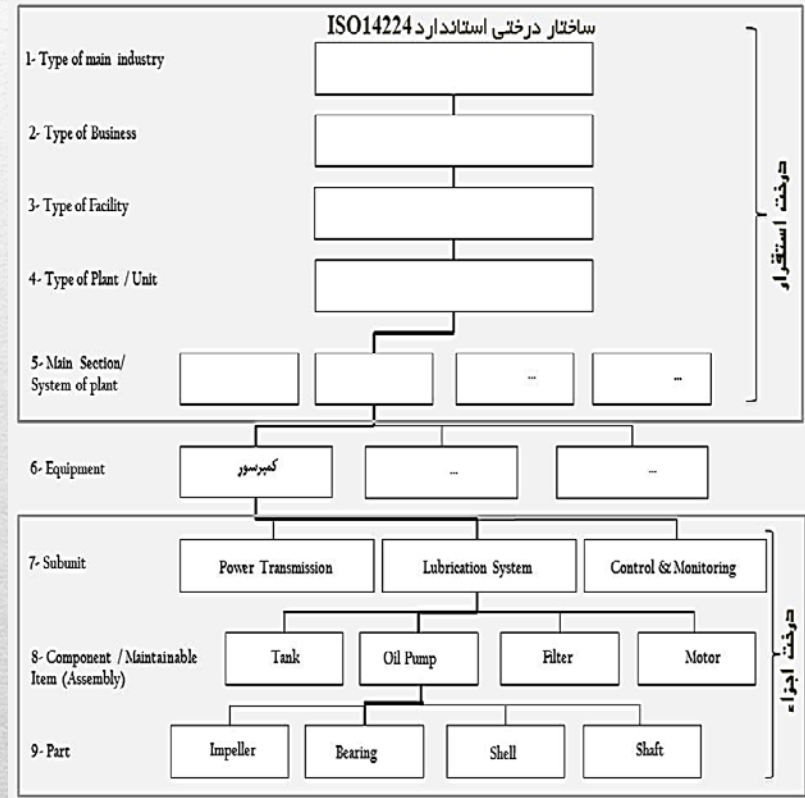 ساختار درختی استاندارد ISO14224
1- Type of main industry
2- Type of Business
3- Type of Facility
4- Type of Plant / Unit
5- Main Section/
System of plant
... ...
درخت استقرار
6- Equipment
کمپرسور ... ...
7- Subunit
Power Transmission Lubrication System Control & Monitoring
8- Component / Maintainable
Item (Assembly)
Tank Oil Pump Filter Motor
9- Part
Impeller Bearing Shell Shaft
درخت اجزاء